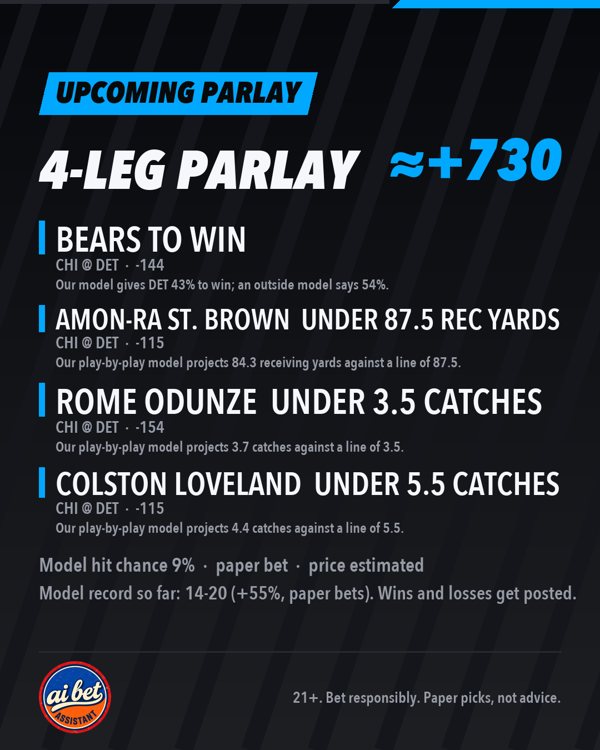 UPCOMING PARLAY
4-LEG PARLAY ≈+730
BEARS TO WIN
CHI @ DET · -144
Our model gives DET 43% to win; an outside model says 54%.
AMON-RA ST. BROWN UNDER 87.5 REC YARDS
CHI @ DET · -115
Our play-by-play model projects 84.3 receiving yards against a line of 87.5.
ROME ODUNZE UNDER 3.5 CATCHES
CHI @ DET · -154
Our play-by-play model projects 3.7 catches against a line of 3.5.
COLSTON LOVELAND UNDER 5.5 CATCHES
CHI @ DET · -115
Our play-by-play model projects 4.4 catches against a line of 5.5.
Model hit chance 9% · paper bet · price estimated
Model record so far: 14-20 (+55%, paper bets). Wins and losses get posted.
ai bet
ASSISTANT
21+. Bet responsibly. Paper picks, not advice.